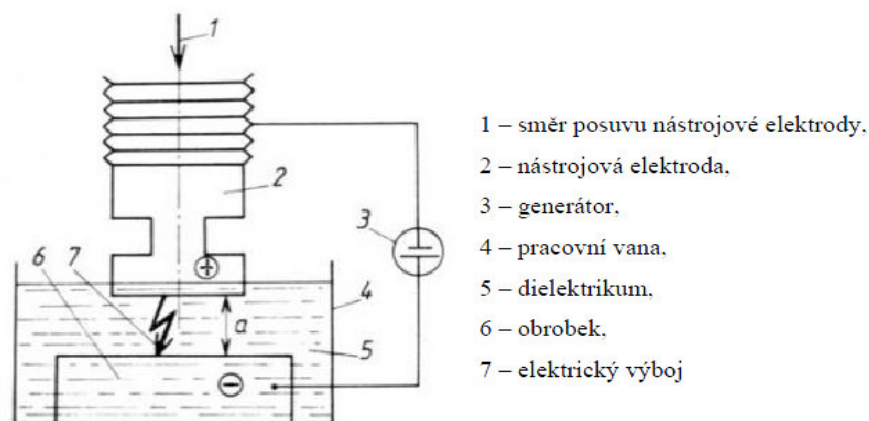 1
2
3
4
5
6
7
a
+
−
1 – směr posuvu nástrojové elektrody,
2 – nástrojová elektroda,
3 – generátor,
4 – pracovní vana,
5 – dielektrikum,
6 – obrobek,
7 – elektrický výboj